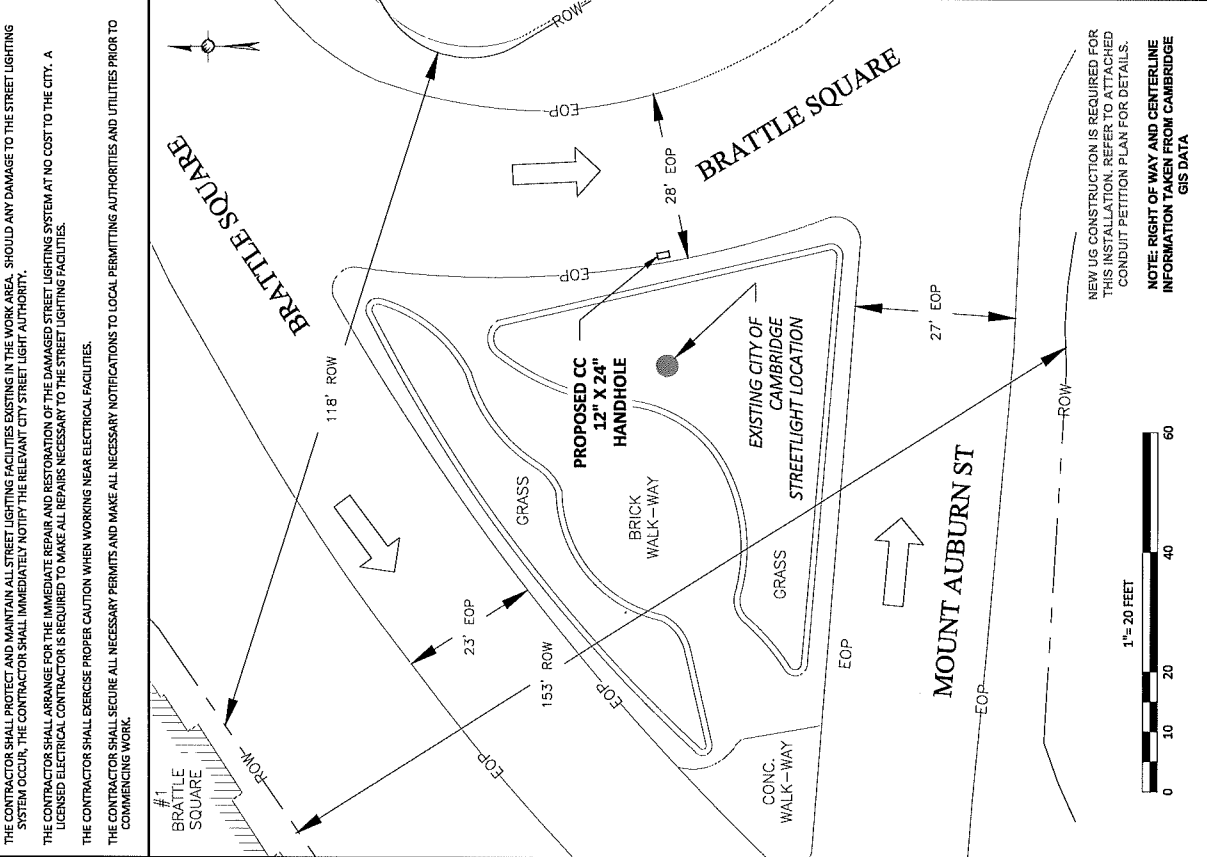 THE CONTRACTOR SHALL PROTECT AND MAINTAIN ALL STREET LIGHTING FACILITIES EXISTING IN THE WORK AREA. SHOULD ANY DAMAGE TO THE STREET LIGHTING
SYSTEM OCCUR, THE CONTRACTOR SHALL IMMEDIATELY NOTIFY THE RELEVANT CITY STREET LIGHT AUTHORITY.
THE CONTRACTOR SHALL ARRANGE FOR THE IMMEDIATE REPAIR AND RESTORATION OF THE DAMAGED STREET LIGHTING SYSTEM AT NO COST TO THE CITY. A
LICENSED ELECTRICAL CONTRACTOR IS REQUIRED TO MAKE ALL REPAIRS NECESSARY TO THE STREET LIGHTING FACILITIES.
THE CONTRACTOR SHALL EXERCISE PROPER CAUTION WHEN WORKING NEAR ELECTRICAL FACILITIES.
THE CONTRACTOR SHALL SECURE ALL NECESSARY PERMITS AND MAKE ALL NECESSARY NOTIFICATIONS TO LOCAL PERMITTING AUTHORITIES AND UTILITIES PRIOR TO
COMMENCING WORK.
#1
BRATTLE
SQUARE
ROW
BRATTLE SQUARE
118' ROW
ROW
EOP
23' EOP
EOP
EOP
153' ROW
EOP
28' EOP
BRATTLE SQUARE
GRASS
BRICK
WALK-WAY
GRASS
PROPOSED CC
12" X 24"
HANDHOLE
EXISTING CITY OF
CAMBRIDGE
STREETLIGHT LOCATION
CONC.
WALK-WAY
EOP
27' EOP
MOUNT AUBURN ST
EOP
ROW
1"= 20 FEET
0 10 20 40 60
NEW UG CONSTRUCTION IS REQUIRED FOR
THIS INSTALLATION. REFER TO ATTACHED
CONDUIT PETITION PLAN FOR DETAILS.
NOTE: RIGHT OF WAY AND CENTERLINE
INFORMATION TAKEN FROM CAMBRIDGE
GIS DATA